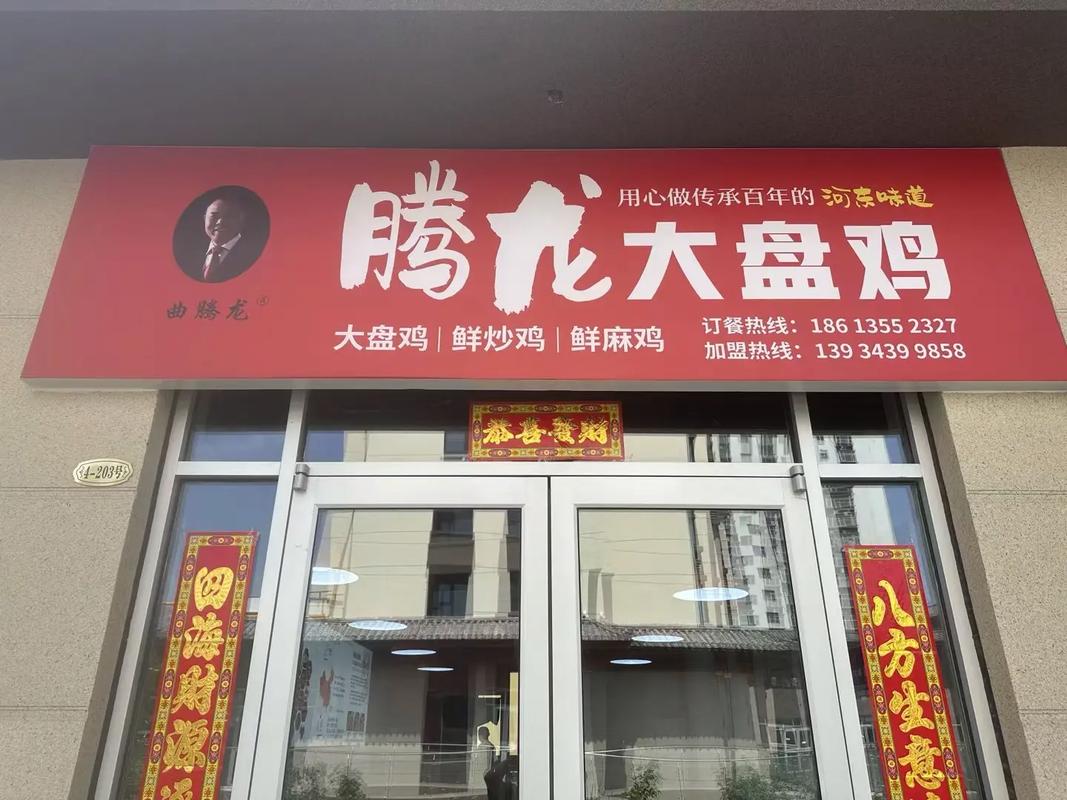 用心做传承百年的 河东味道
腾龙大盘鸡
曲腾龙®
大盘鸡|鲜炒鸡|鲜麻鸡
订餐热线：186 1355 2327
加盟热线：139 3439 9858
恭喜發財
4-203号
四海财源
八方生意